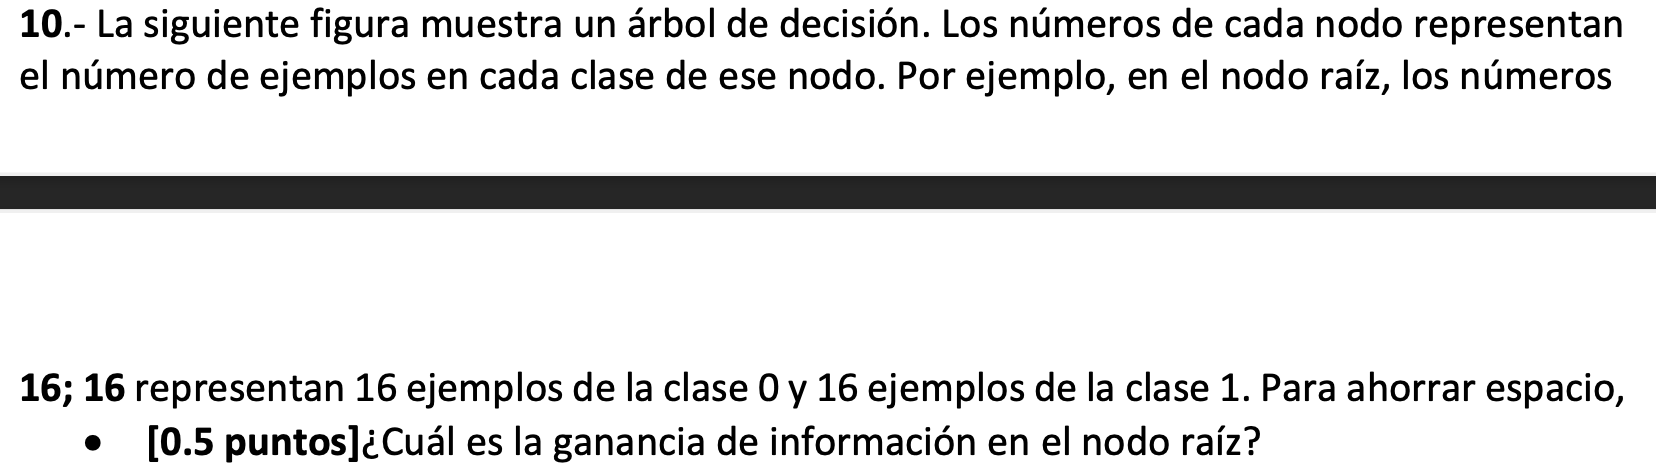 10.- La siguiente figura muestra un árbol de decisión. Los números de cada nodo representan
el número de ejemplos en cada clase de ese nodo. Por ejemplo, en el nodo raíz, los números
16; 16 representan 16 ejemplos de la clase 0 y 16 ejemplos de la clase 1. Para ahorrar espacio,
• [0.5 puntos]¿Cuál es la ganancia de información en el nodo raíz?